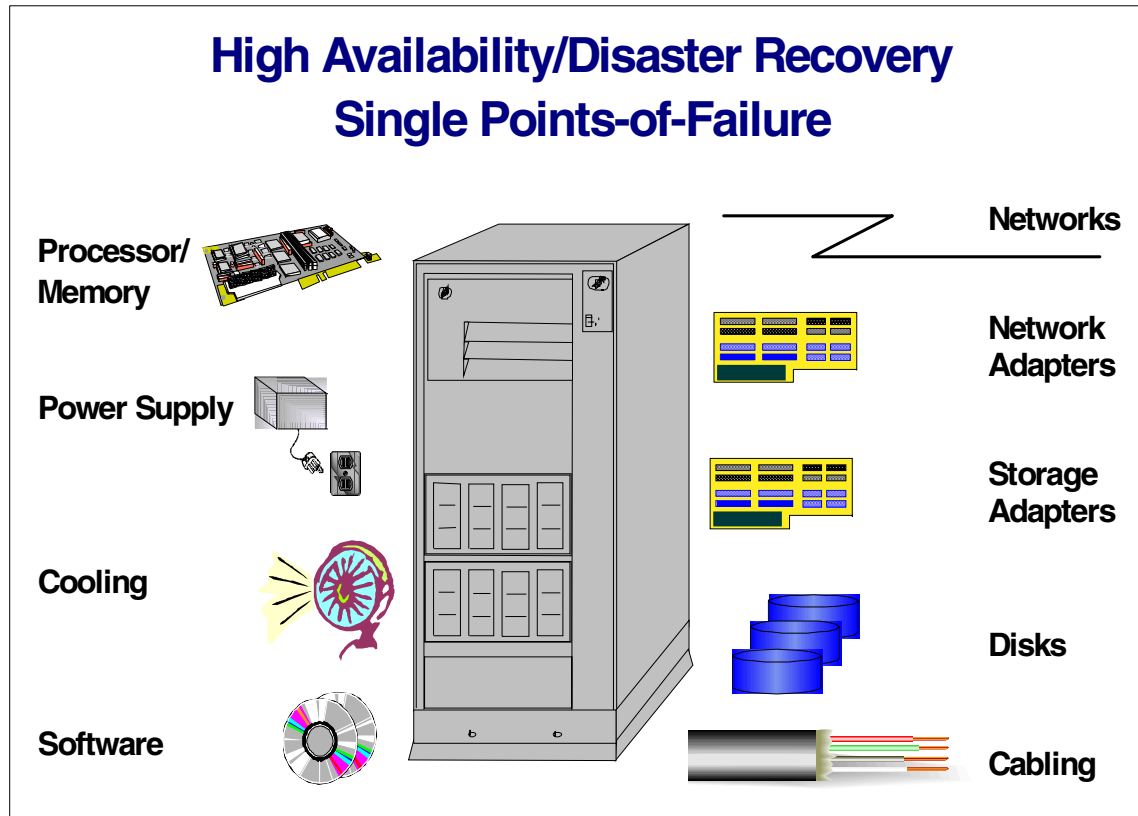 High Availability/Disaster Recovery
Single Points-of-Failure
Processor/
Memory
Power Supply
Cooling
Software
Networks
Network
Adapters
Storage
Adapters
Disks
Cabling